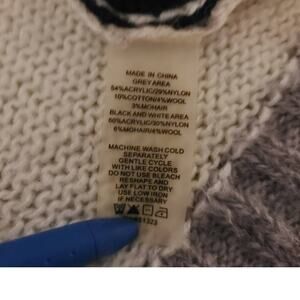 MADE IN CHINA
GREY AREA
54%ACRYLIC/29%NYLON
10%COTTON/4%WOOL
3%MOHAIR
BLACK AND WHITE AREA
60%ACRYLIC/30%NYLON
6%MOHAIR/4%WOOL
MACHINE WASH COLD
SEPARATELY
GENTLE CYCLE
WITH LIKE COLORS
DO NOT USE BLEACH
RESHAPE AND
LAY FLAT TO DRY
USE LOW IRON
IF NECESSARY